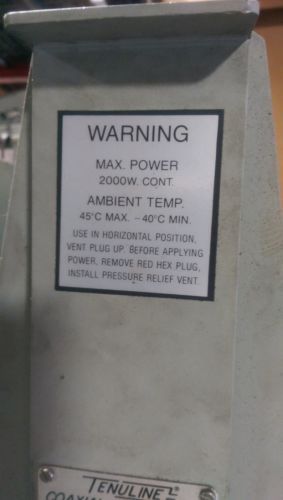 WARNING
MAX. POWER
2000W. CONT.
AMBIENT TEMP.
45°C MAX. -40°C MIN.
USE IN HORIZONTAL POSITION,
VENT PLUG UP. BEFORE APPLYING
POWER, REMOVE RED HEX PLUG,
INSTALL PRESSURE RELIEF VENT.
TENULINE